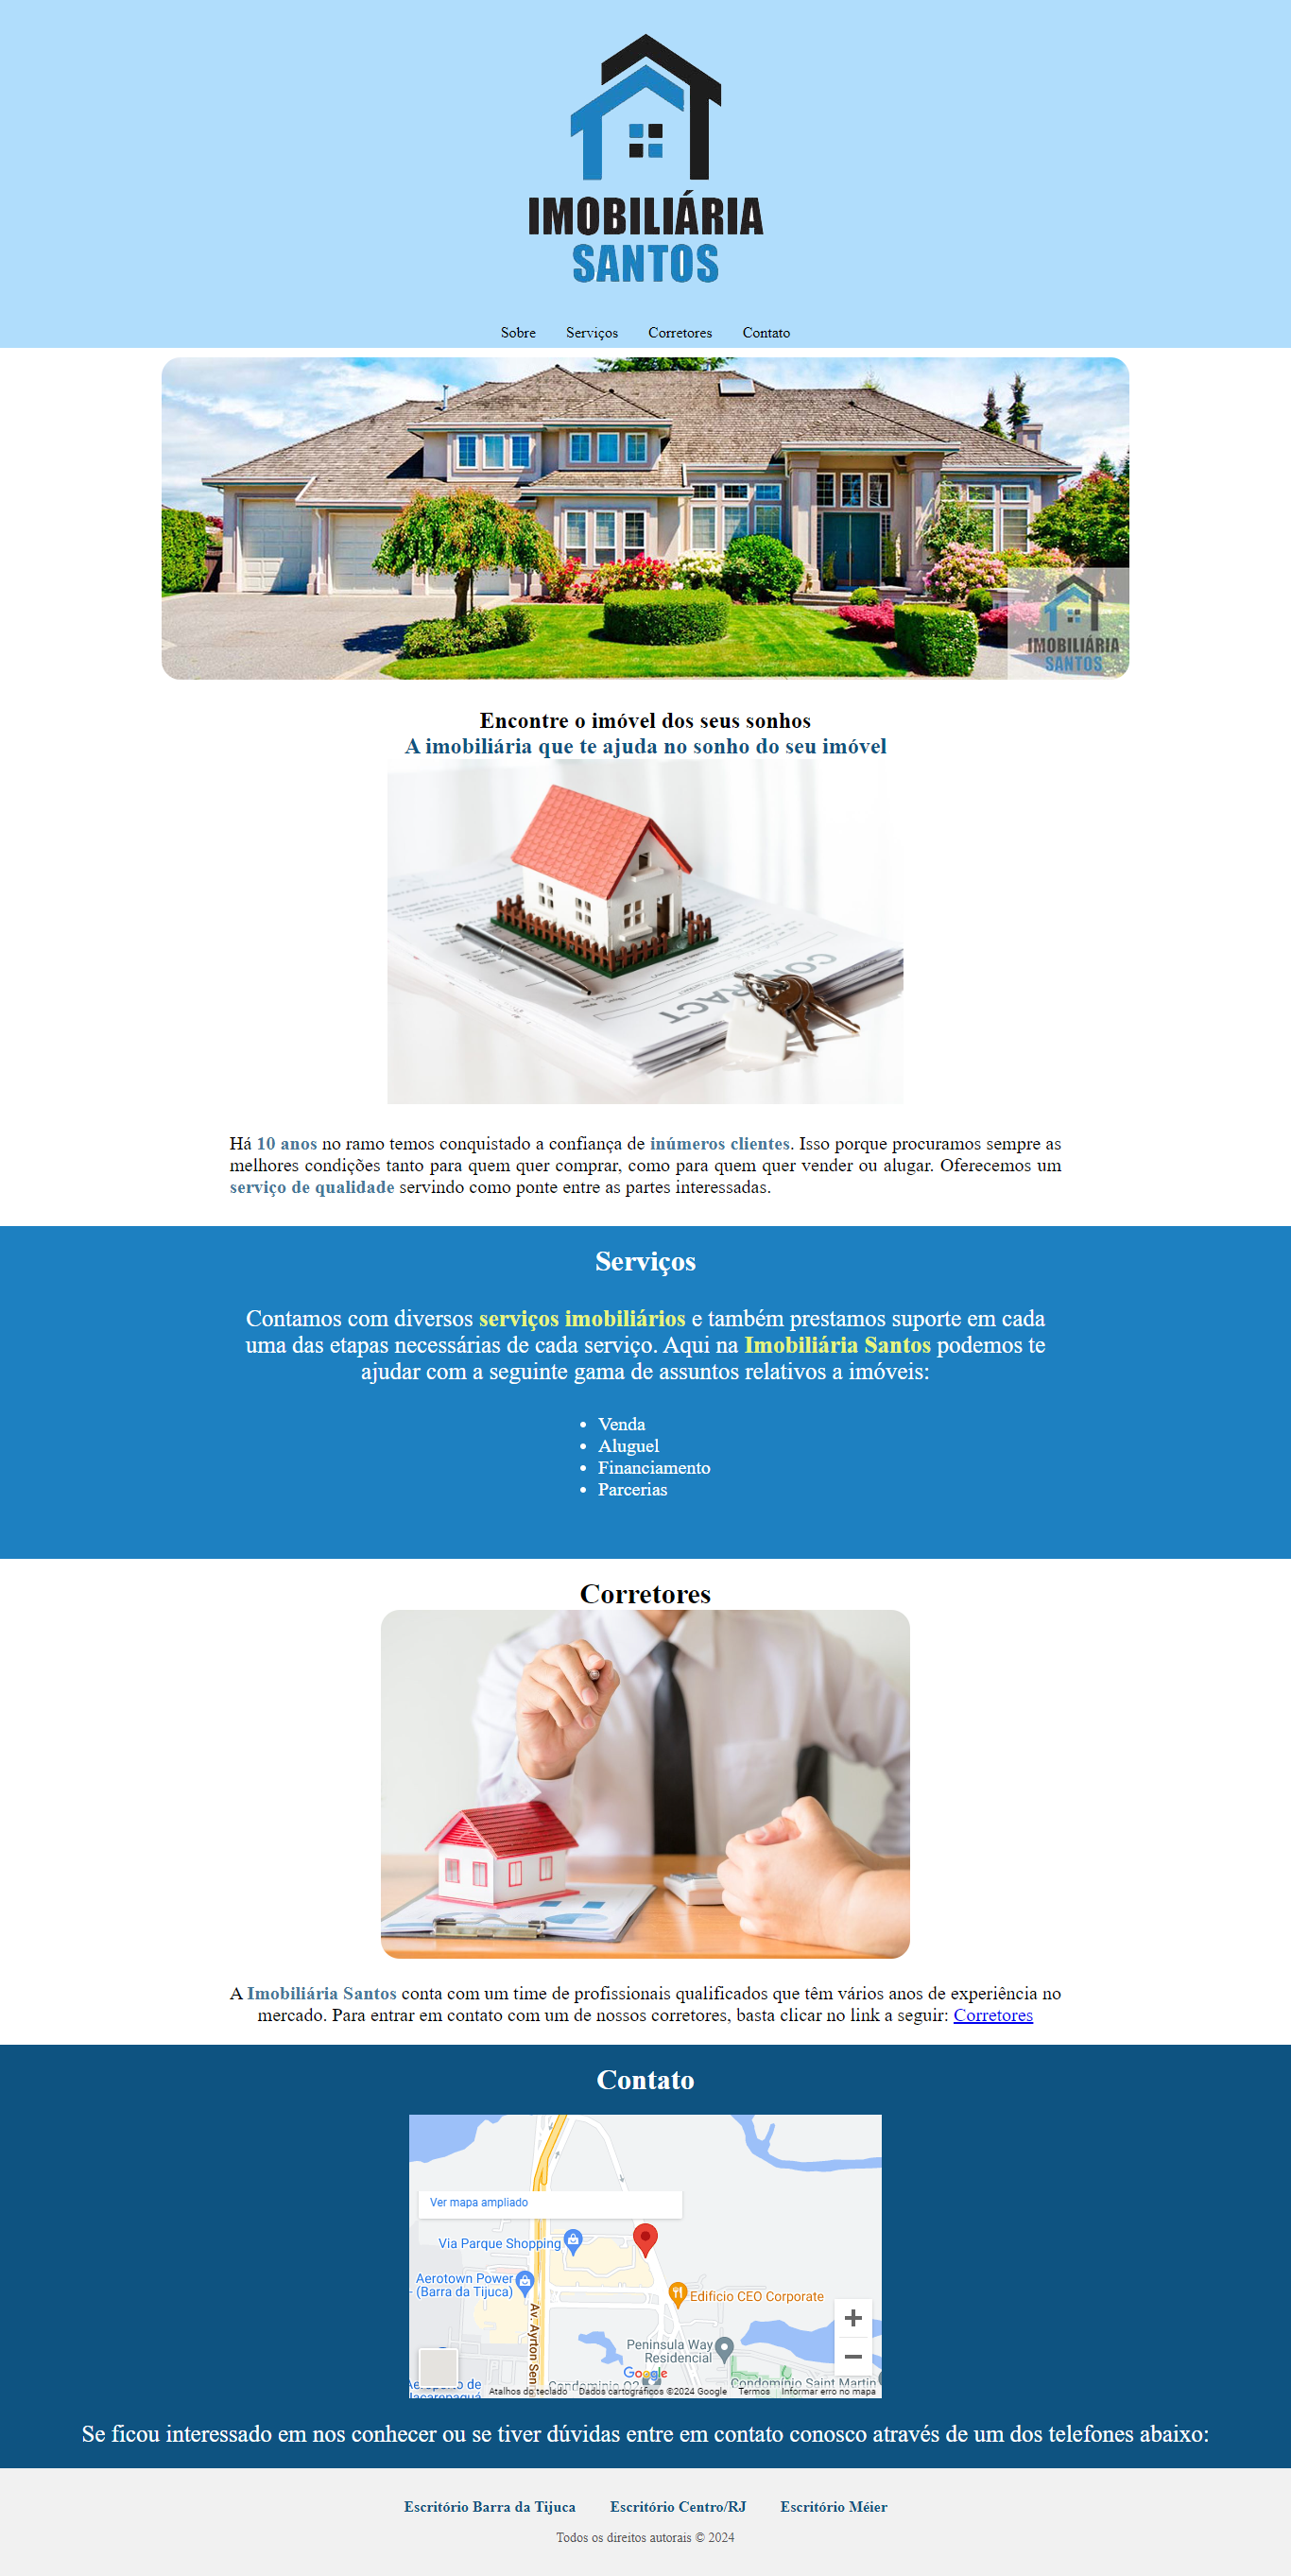 IMOBILIÁRIA
SANTOS
Sobre Serviços Corretores Contato
IMOBILIÁRIA
SANTOS
Encontre o imóvel dos seus sonhos
A imobiliária que te ajuda no sonho do seu imóvel
CONTRACT
Há 10 anos no ramo temos conquistado a confiança de inúmeros clientes. Isso porque procuramos sempre as
melhores condições tanto para quem quer comprar, como para quem quer vender ou alugar. Oferecemos um
serviço de qualidade servindo como ponte entre as partes interessadas.
Serviços
Contamos com diversos serviços imobiliários e também prestamos suporte em cada
uma das etapas necessárias de cada serviço. Aqui na Imobiliária Santos podemos te
ajudar com a seguinte gama de assuntos relativos a imóveis:
• Venda
• Aluguel
• Financiamento
• Parcerias
Corretores
A Imobiliária Santos conta com um time de profissionais qualificados que têm vários anos de experiência no
mercado. Para entrar em contato com um de nossos corretores, basta clicar no link a seguir: Corretores
Contato
Ver mapa ampliado
Via Parque Shopping
Aerotown Power
(Barra da Tijuca)
Edifício CEO Corporate
Av. Ayrton Sen
Peninsula Way
Residencial
Google
Condomínio O2
Condomínio Saint Martin
Atalhos do teclado Dados cartográficos ©2024 Google Termos Informar erro no mapa
Se ficou interessado em nos conhecer ou se tiver dúvidas entre em contato conosco através de um dos telefones abaixo:
Escritório Barra da Tijuca Escritório Centro/RJ Escritório Méier
Todos os direitos autorais © 2024